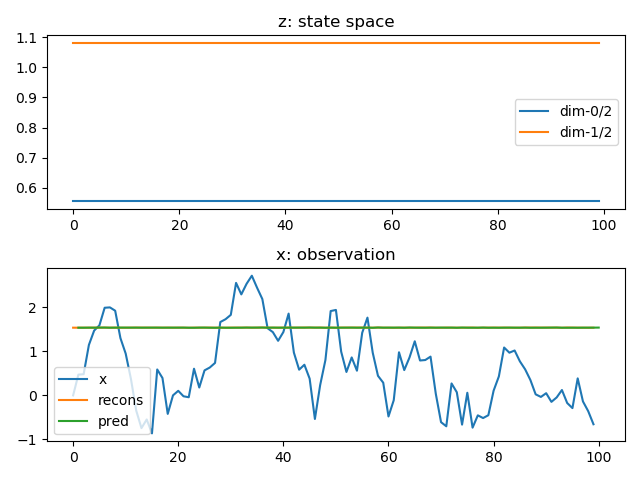 z: state space
1.1
1.0
0.9
0.8
0.7
0.6
dim-0/2
dim-1/2
0 20 40 60 80 100
x: observation
2
1
0
−1
x
recons
pred
0 20 40 60 80 100